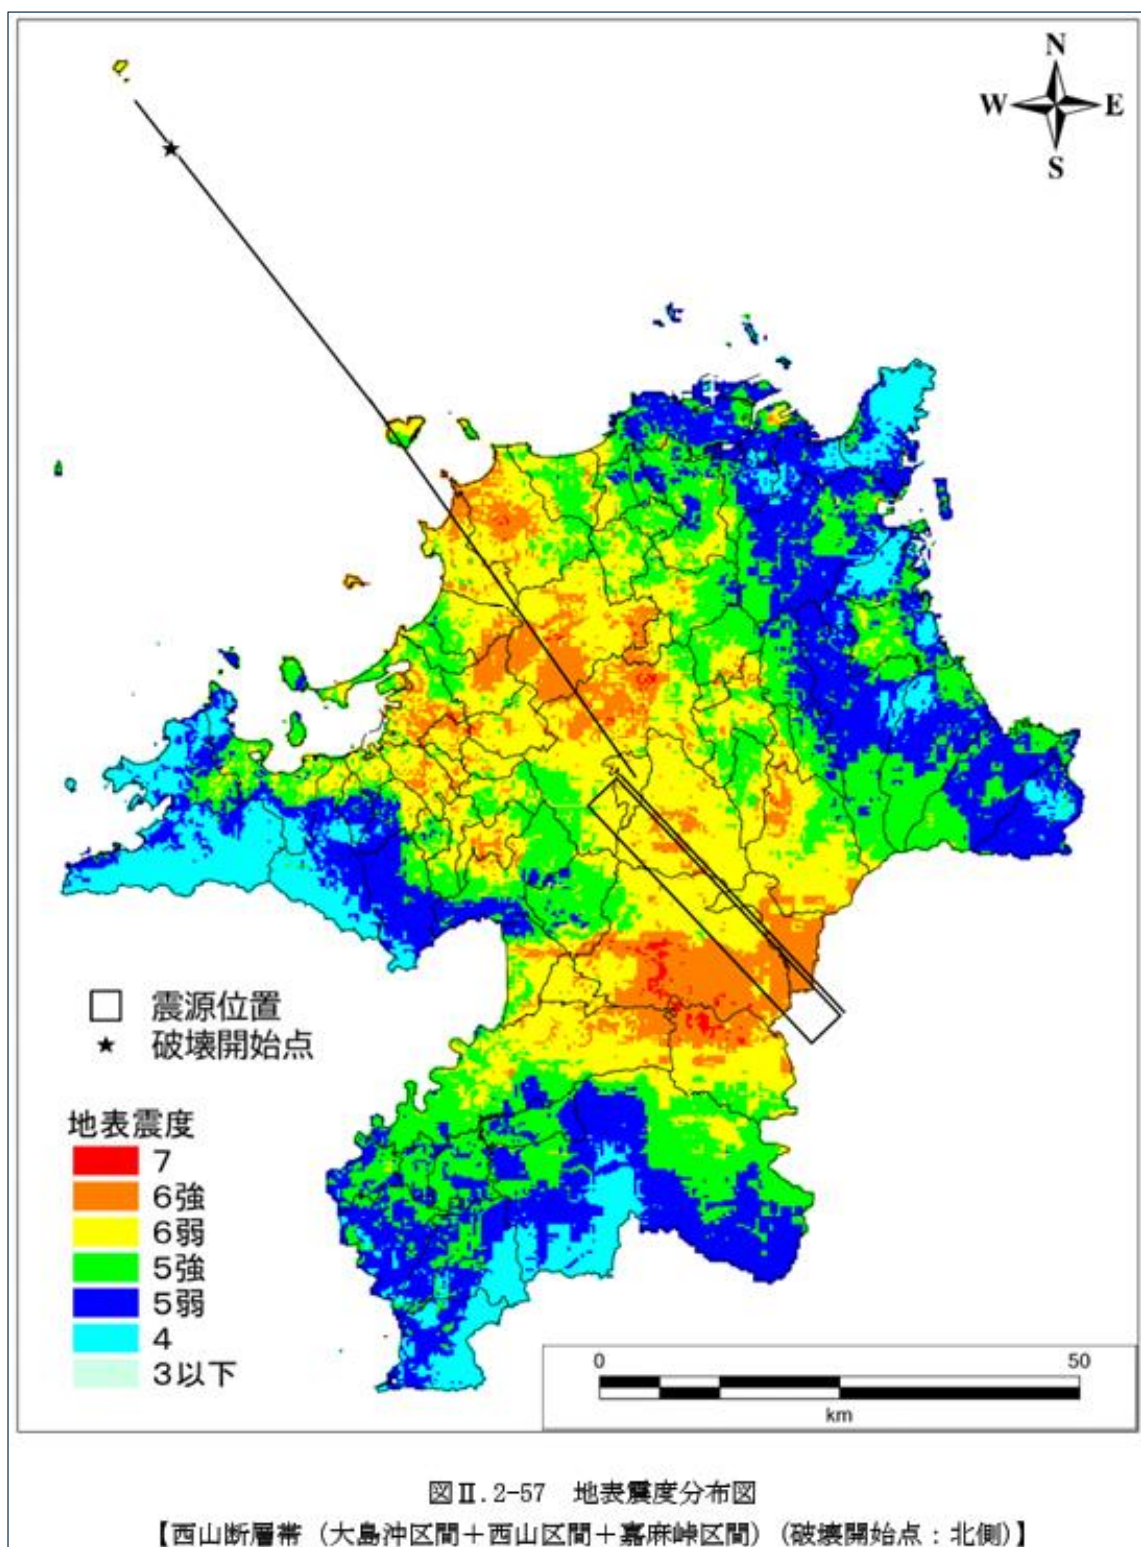 N
W E
S
震源位置
破壊開始点
地表震度
7
6強
6弱
5強
5弱
4
3以下
0 50
km
図Ⅱ.2-57 地表震度分布図
【西山断層帯（大島沖区間＋西山区間＋嘉麻峠区間）（破壊開始点：北側）】